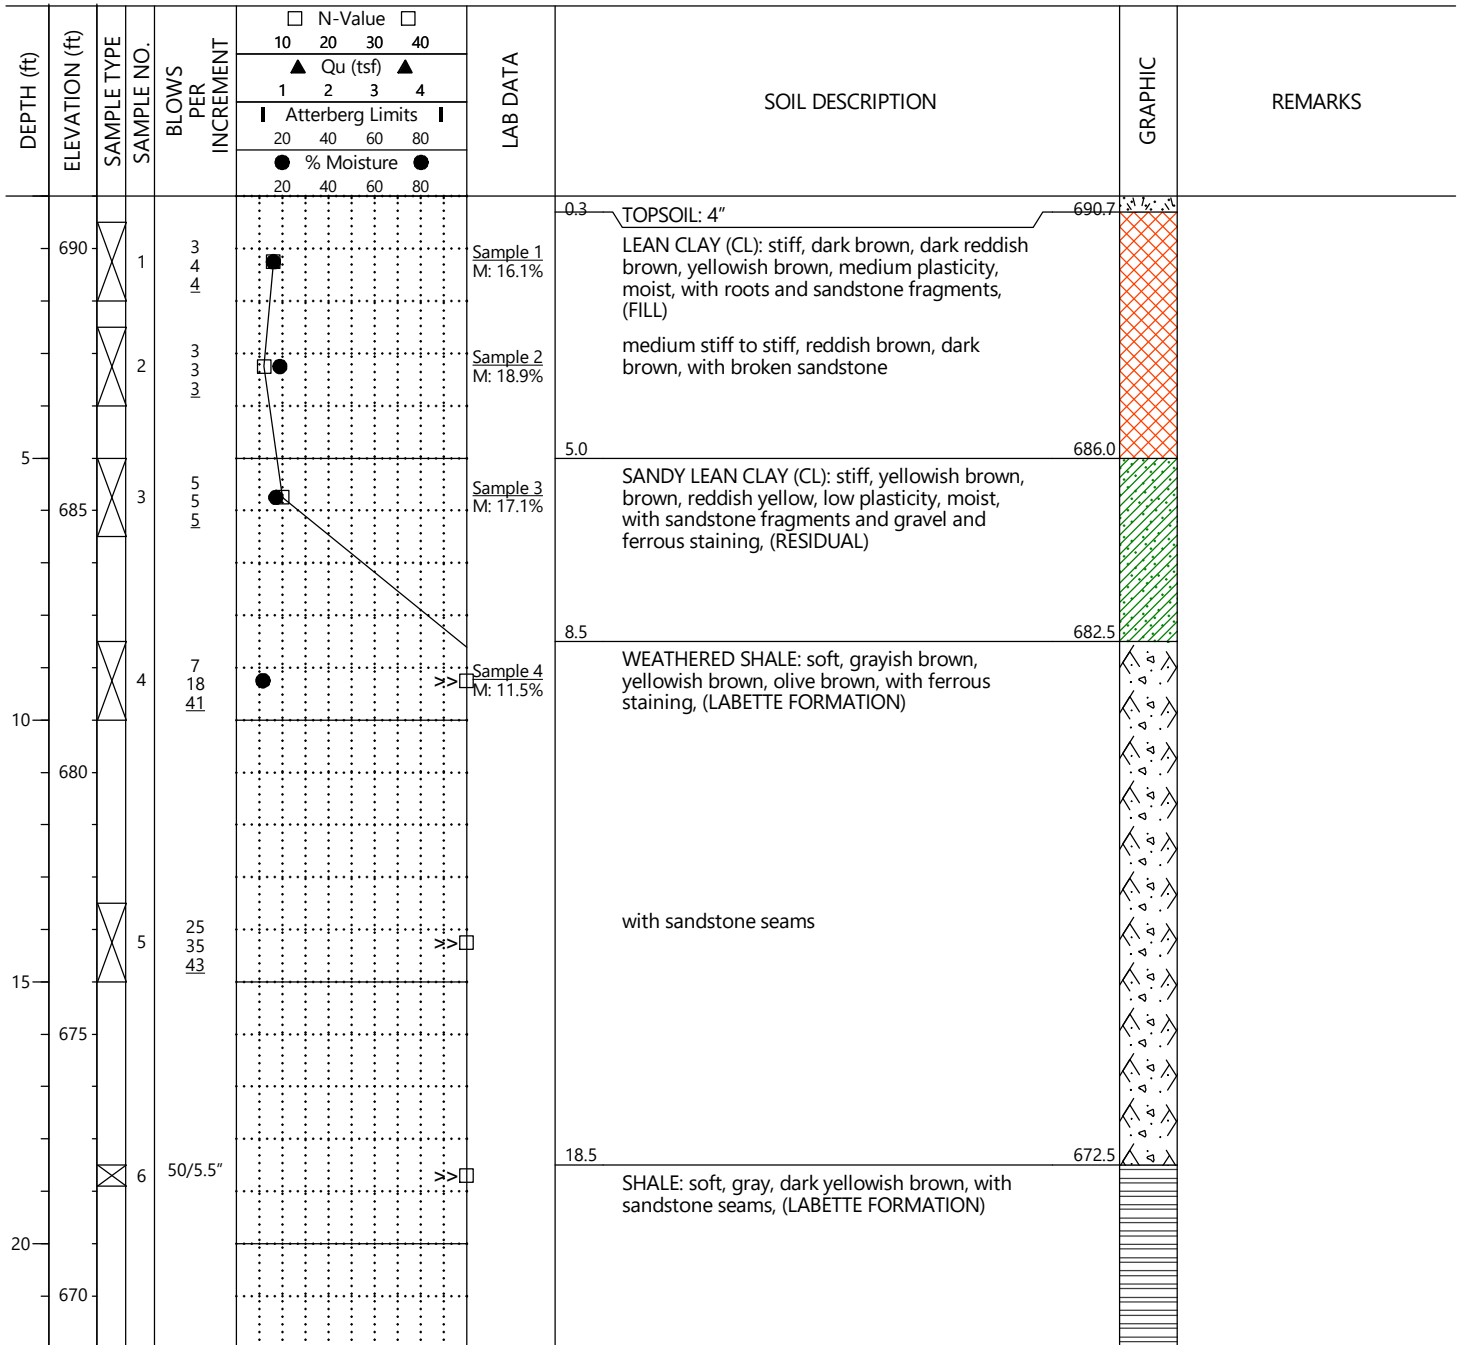 DEPTH (ft)
ELEVATION (ft)
SAMPLE TYPE
SAMPLE NO.
BLOWS
PER
INCREMENT
N-Value
10 20 30 40
Qu (tsf)
1 2 3 4
Atterberg Limits
20 40 60 80
% Moisture
20 40 60 80
LAB DATA
SOIL DESCRIPTION
GRAPHIC
REMARKS
0.3 TOPSOIL: 4" 690.7
690
1
3
4
4
Sample 1
M: 16.1%
LEAN CLAY (CL): stiff, dark brown, dark reddish
brown, yellowish brown, medium plasticity,
moist, with roots and sandstone fragments,
(FILL)
2
3
3
3
Sample 2
M: 18.9%
medium stiff to stiff, reddish brown, dark
brown, with broken sandstone
5.0 686.0
5
3
5
5
5
Sample 3
M: 17.1%
SANDY LEAN CLAY (CL): stiff, yellowish brown,
brown, reddish yellow, low plasticity, moist,
with sandstone fragments and gravel and
ferrous staining, (RESIDUAL)
685
8.5 682.5
4
7
18
41
>>
Sample 4
M: 11.5%
WEATHERED SHALE: soft, grayish brown,
yellowish brown, olive brown, with ferrous
staining, (LABETTE FORMATION)
10
680
5
25
35
43
>>
with sandstone seams
15
675
18.5 672.5
6
50/5.5"
>>
SHALE: soft, gray, dark yellowish brown, with
sandstone seams, (LABETTE FORMATION)
20
670